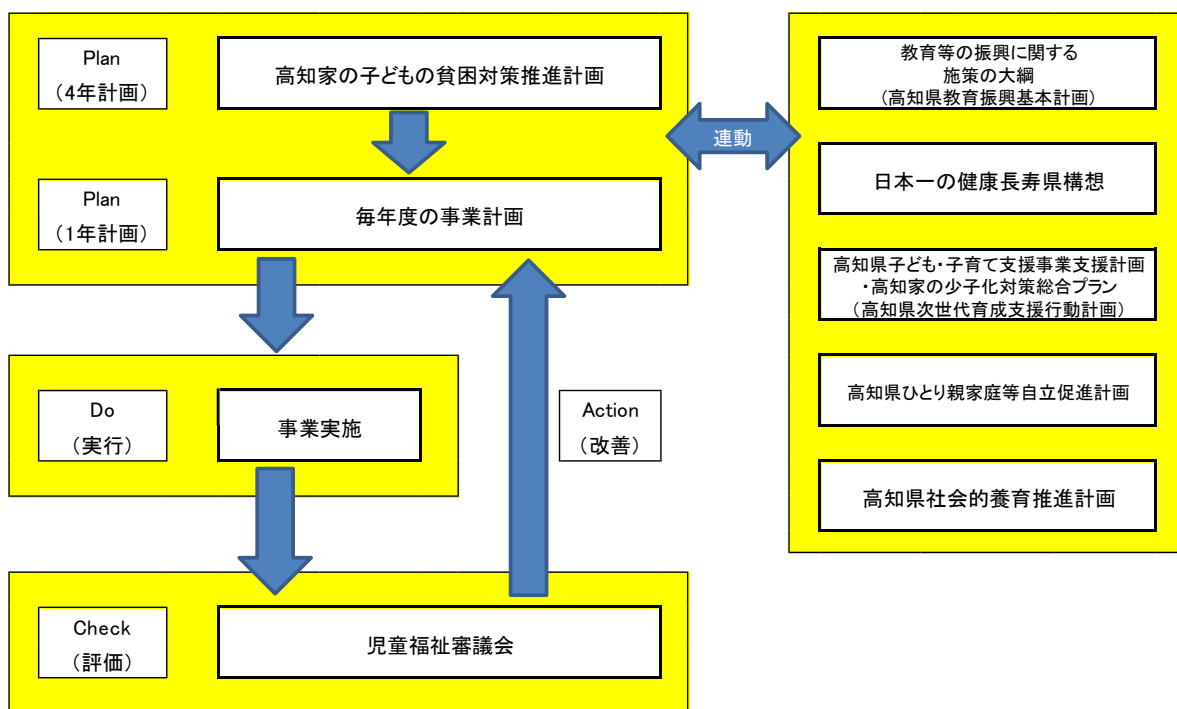 Plan
（4年計画）
高知家の子どもの貧困対策推進計画
Plan
（1年計画）
毎年度の事業計画
連動
教育等の振興に関する
施策の大綱
（高知県教育振興基本計画）
日本一の健康長寿県構想
高知県子ども・子育て支援事業支援計画
・高知家の少子化対策総合プラン
（高知県次世代育成支援行動計画）
高知県ひとり親家庭等自立促進計画
高知県社会的養育推進計画
Do
（実行）
事業実施
Action
（改善）
Check
（評価）
児童福祉審議会